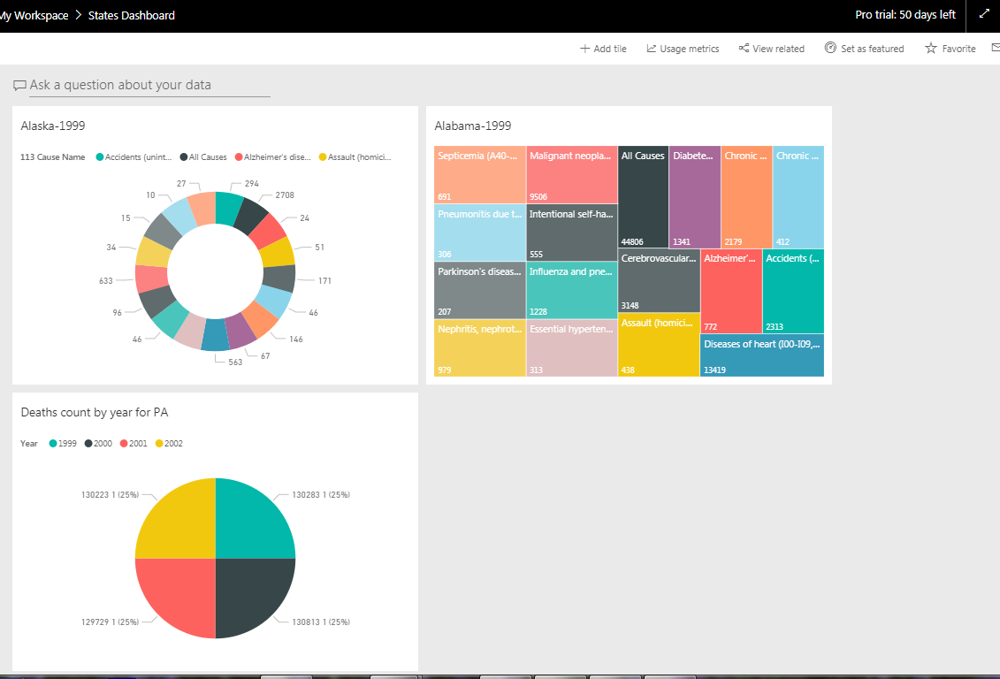 My Workspace > States Dashboard
Pro trial: 50 days left
+ Add tile
Usage metrics
View related
Set as featured
Favorite
Ask a question about your data
Alaska-1999
113 Cause Name
Accidents (unint...
All Causes
Alzheimer's dise...
Assault (homici...
294
2708
24
51
171
46
146
67
563
46
96
633
34
15
10
27
Alabama-1999
Septicemia (A40-...
691
Malignant neopla...
9506
All Causes
44806
Diabete...
1341
Chronic ...
2179
Chronic ...
412
Pneumonitis due t...
306
Intentional self-ha...
555
Parkinson's diseas...
207
Influenza and pne...
1228
Cerebrovascular...
3148
Alzheimer'...
772
Accidents (...
2313
Nephritis, nephrot...
979
Essential hyperten...
313
Assault (homici...
438
Diseases of heart (I00-I09,...
13419
Deaths count by year for PA
Year
1999
2000
2001
2002
130223 1 (25%)
130283 1 (25%)
129729 1 (25%)
130813 1 (25%)